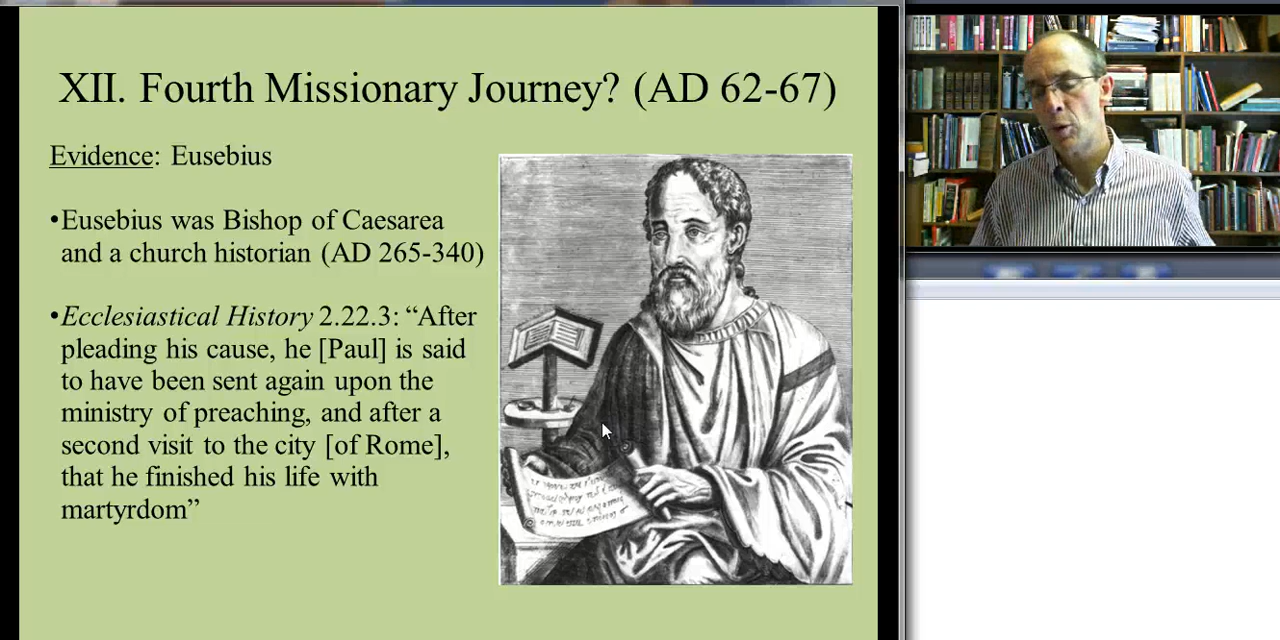 XII. Fourth Missionary Journey? (AD 62-67)
Evidence: Eusebius
•Eusebius was Bishop of Caesarea
and a church historian (AD 265-340)
•Ecclesiastical History 2.22.3: “After
pleading his cause, he [Paul] is said
to have been sent again upon the
ministry of preaching, and after a
second visit to the city [of Rome],
that he finished his life with
martyrdom”